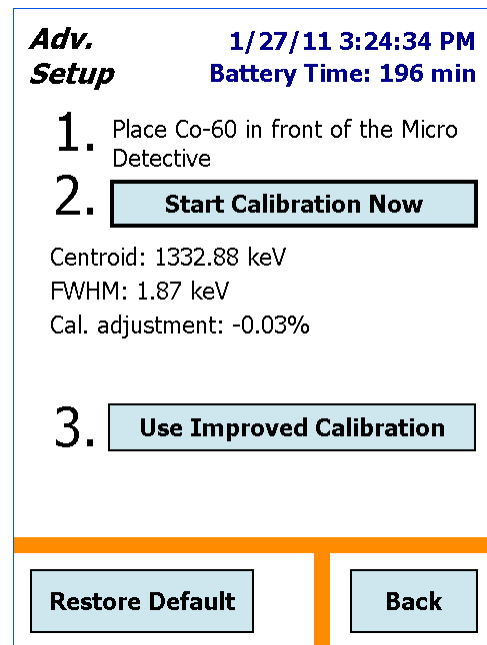 Adv.
Setup
1/27/11 3:24:34 PM
Battery Time: 196 min
1. Place Co-60 in front of the Micro
Detective
2. Start Calibration Now
Centroid: 1332.88 keV
FWHM: 1.87 keV
Cal. adjustment: -0.03%
3. Use Improved Calibration
Restore Default
Back